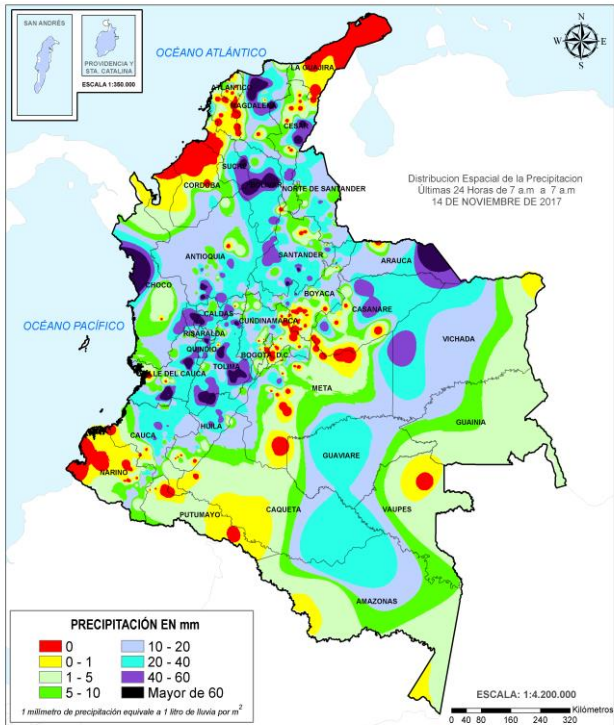 SAN ANDRÉS
PROVIDENCIA Y
STA. CATALINA
ESCALA 1:350.000
OCÉANO ATLÁNTICO
N
W E
S
LA GUAJIRA
ATLANTICO
MAGDALENA
CESAR
SUCRE
CORDOBA
NORTE DE SANTANDER
Distribucion Espacial de la Precipitacion
Últimas 24 Horas de 7 a.m a 7 a.m
14 DE NOVIEMBRE DE 2017
ANTIOQUIA
SANTANDER
ARAUCA
CHOCO
BOYACA
CASANARE
CALDAS
CUNDINAMARCA
OCÉANO PACÍFICO
RISARALDA
VICHADA
QUINDIO
BOGOTA D.C
TOLIMA
VALLE DEL CAUCA
META
GUAINIA
CAUCA
HUILA
GUAVIARE
NARIÑO
CAQUETA
VAUPES
PUTUMAYO
AMAZONAS
PRECIPITACIÓN EN mm
0 10 - 20
0 - 1 20 - 40
1 - 5 40 - 60
5 - 10 Mayor de 60
1 milimetro de precipitación equivale a 1 litro de lluvia por m²
ESCALA: 1:4.200.000
Kilómetros
0 40 80 160 240 320